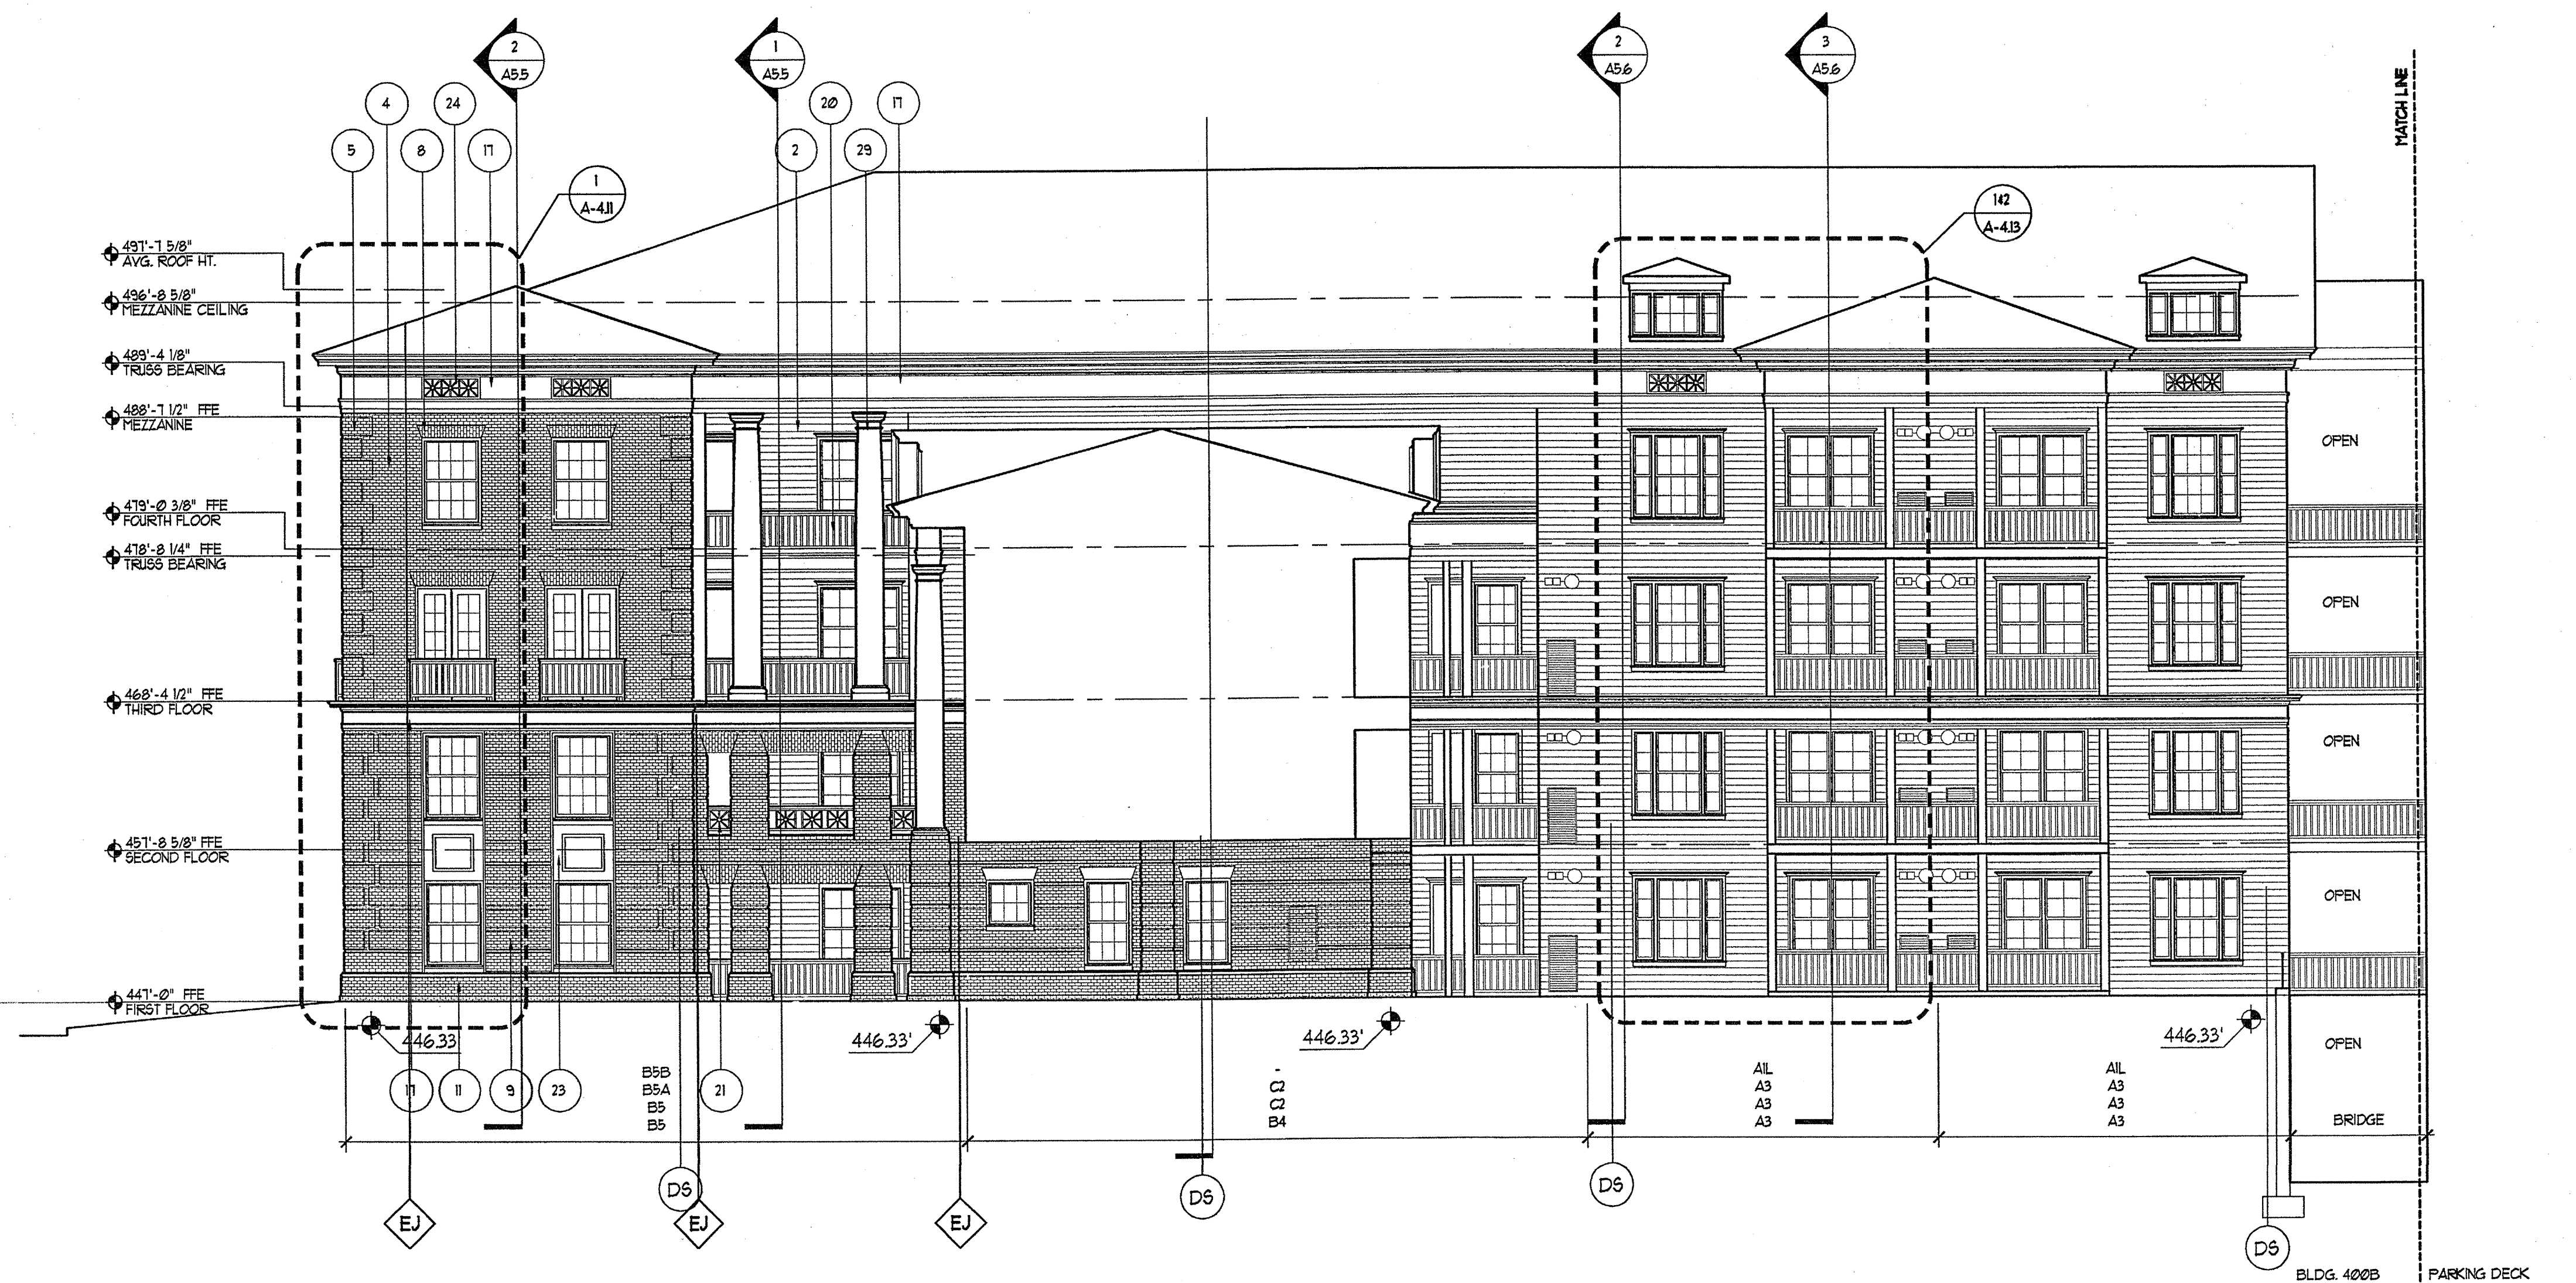 2
A5.5
1
A5.5
2
A5.6
3
A5.6
MATCH LINE
4
24
20
17
5
8
17
2
29
1
A-4.11
1&2
A-4.13
497'-7 5/8"
AVG. ROOF HT.
496'-8 5/8"
MEZZANINE CEILING
489'-4 1/8"
TRUSS BEARING
488'-7 1/2" FFE
MEZZANINE
479'-0 3/8" FFE
FOURTH FLOOR
478'-8 1/4" FFE
TRUSS BEARING
468'-4 1/2" FFE
THIRD FLOOR
457'-8 5/8" FFE
SECOND FLOOR
447'-0" FFE
FIRST FLOOR
OPEN
OPEN
OPEN
OPEN
OPEN
446.33'
446.33'
446.33'
446.33'
17
11
9
23
21
B5B
B5A
B5
B5
-
C2
C2
B4
A1L
A3
A3
A3
A1L
A3
A3
A3
BRIDGE
DS
DS
DS
DS
EJ
EJ
EJ
BLDG. 400B
PARKING DECK